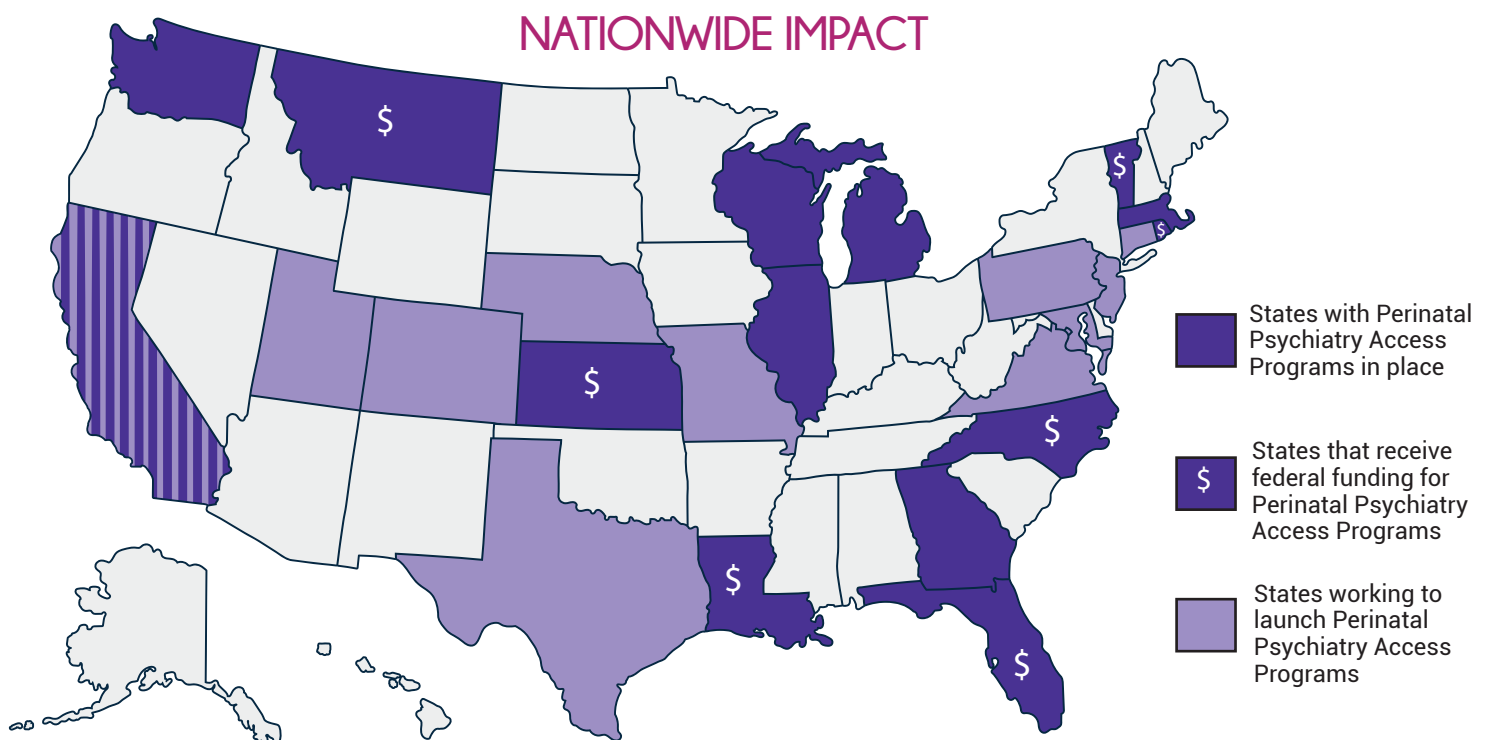 NATIONWIDE IMPACT
$
$
$
$
$
$
$
States with Perinatal
Psychiatry Access
Programs in place
$
States that receive
federal funding for
Perinatal Psychiatry
Access Programs
States working to
launch Perinatal
Psychiatry Access
Programs